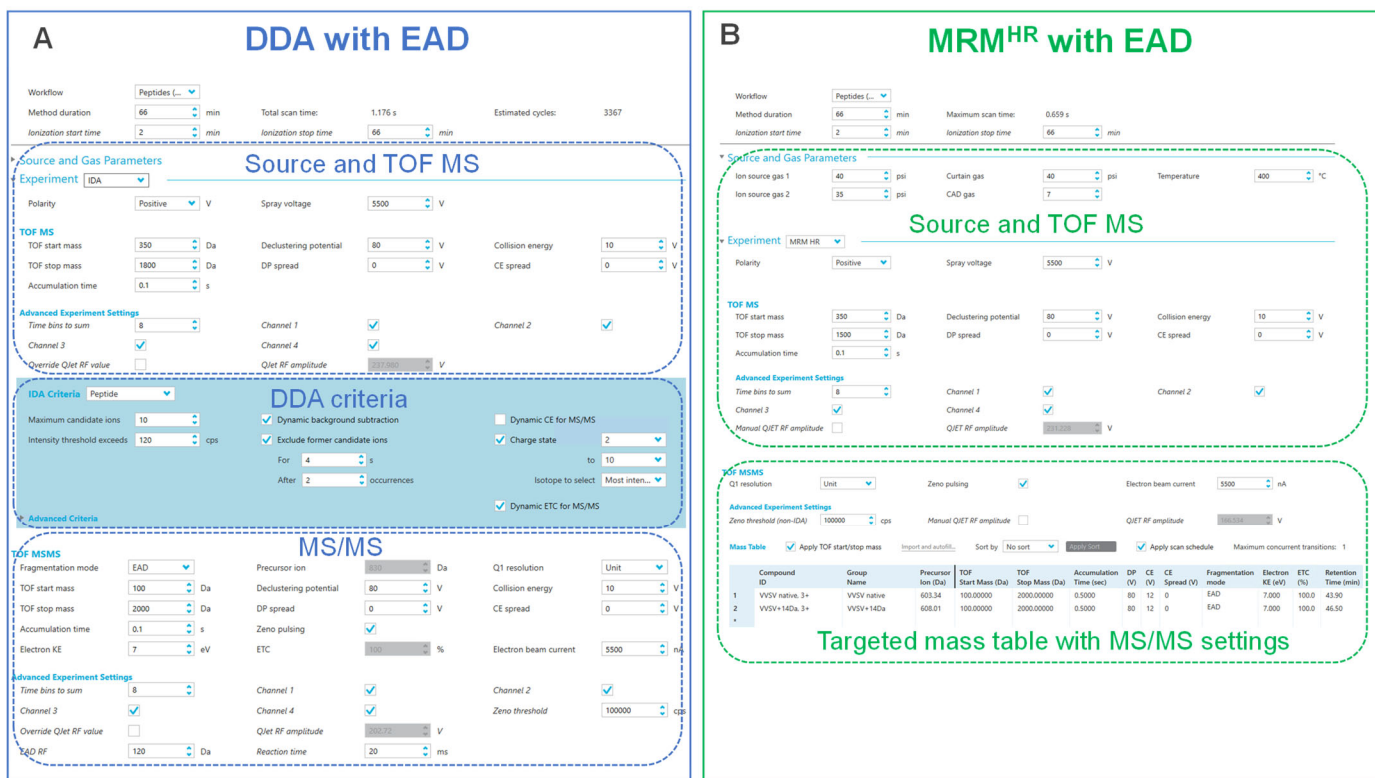 A
DDA with EAD
Workflow Peptides (...
Method duration 66 min Total scan time: 1.176 s Estimated cycles: 3367
Ionization start time 2 min Ionization stop time 66 min
Source and Gas Parameters
Source and TOF MS
Experiment IDA
Polarity Positive V Spray voltage 5500 V
TOF MS
TOF start mass 350 Da Declustering potential 80 V Collision energy 10 V
TOF stop mass 1800 Da DP spread 0 V CE spread 0 V
Accumulation time 0.1 s
Advanced Experiment Settings
Time bins to sum 8 Channel 1 Channel 2
Channel 3 Channel 4
Override QJet RF value QJet RF amplitude V
DDA criteria
IDA Criteria Peptide
Maximum candidate ions 10 Dynamic background subtraction Dynamic CE for MS/MS
Intensity threshold exceeds 120 cps Exclude former candidate ions Charge state 2
For 4 s to 10
After 2 occurrences Isotope to select Most inten...
Dynamic ETC for MS/MS
Advanced Criteria
MS/MS
TOF MSMS
Fragmentation mode EAD Precursor ion Da Q1 resolution Unit
TOF start mass 100 Da Declustering potential 80 V Collision energy 10 V
TOF stop mass 2000 Da DP spread 0 V CE spread 0 V
Accumulation time 0.1 s Zeno pulsing
Electron KE 7 eV ETC 100 % Electron beam current 5500 nA
Advanced Experiment Settings
Time bins to sum 8 Channel 1 Channel 2
Channel 3 Channel 4 Zeno threshold 100000 cps
Override QJet RF value QJet RF amplitude 202.72 V
EAD RF 120 Da Reaction time 20 ms
B
MRMHR with EAD
Workflow Peptides (...
Method duration 66 min Maximum scan time: 0.659 s
Ionization start time 2 min Ionization stop time 66 min
Source and Gas Parameters
Ion source gas 1 40 psi Curtain gas 40 psi Temperature 400 °C
Ion source gas 2 35 psi CAD gas 7
Source and TOF MS
Experiment MRM HR
Polarity Positive Spray voltage 5500 V
TOF MS
TOF start mass 350 Da Declustering potential 80 V Collision energy 10 V
TOF stop mass 1500 Da DP spread 0 V CE spread 0 V
Accumulation time 0.1 s
Advanced Experiment Settings
Time bins to sum 8 Channel 1 Channel 2
Channel 3 Channel 4
Manual QJET RF amplitude QJET RF amplitude V
TOF MSMS
Q1 resolution Unit Zeno pulsing Electron beam current 5500 nA
Advanced Experiment Settings
Zeno threshold (non-IDA) 100000 cps Manual QJET RF amplitude QJET RF amplitude V
Mass Table Apply TOF start/stop mass Import and autofill... Sort by No sort Apply Sort Apply scan schedule Maximum concurrent transitions: 1
Compound ID Group Name Precursor Ion (Da) TOF Start Mass (Da) TOF Stop Mass (Da) Accumulation Time (sec) DP (V) CE (V) CE Spread (V) Fragmentation mode Electron KE (eV) ETC (%) Retention Time (min)
1 VVSV native, 3+ VVSV native 603.34 100.00000 2000.00000 0.5000 80 12 0 EAD 7.000 100.0 43.90
2 VVSV+14Da, 3+ VVSV+14Da 608.01 100.00000 2000.00000 0.5000 80 12 0 EAD 7.000 100.0 46.50
*
Targeted mass table with MS/MS settings